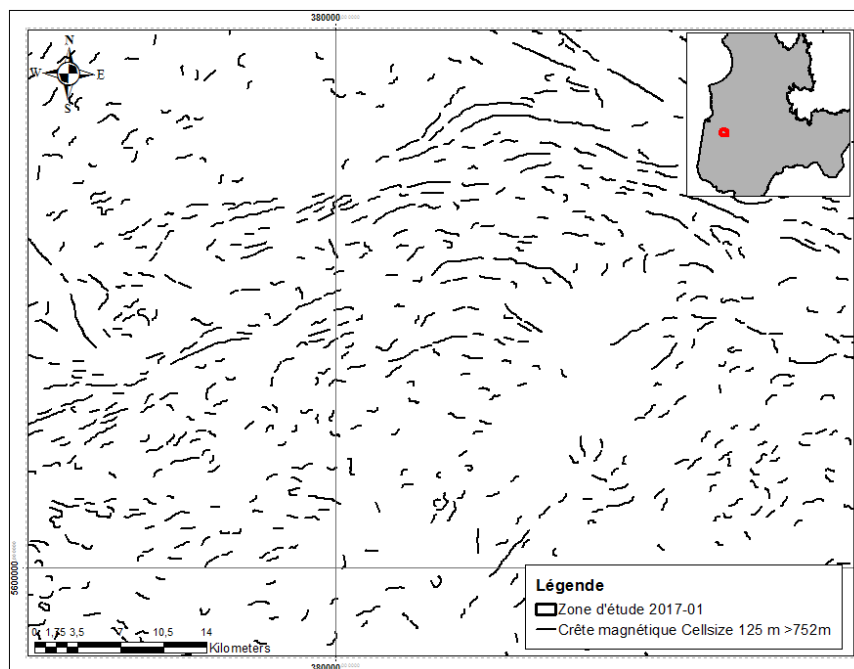 380000
N
W E
S
5600000
Légende
Zone d'étude 2017-01
Crête magnétique Cellsize 125 m >752m
0 1,75 3,5 7 10,5 14
Kilometers
380000